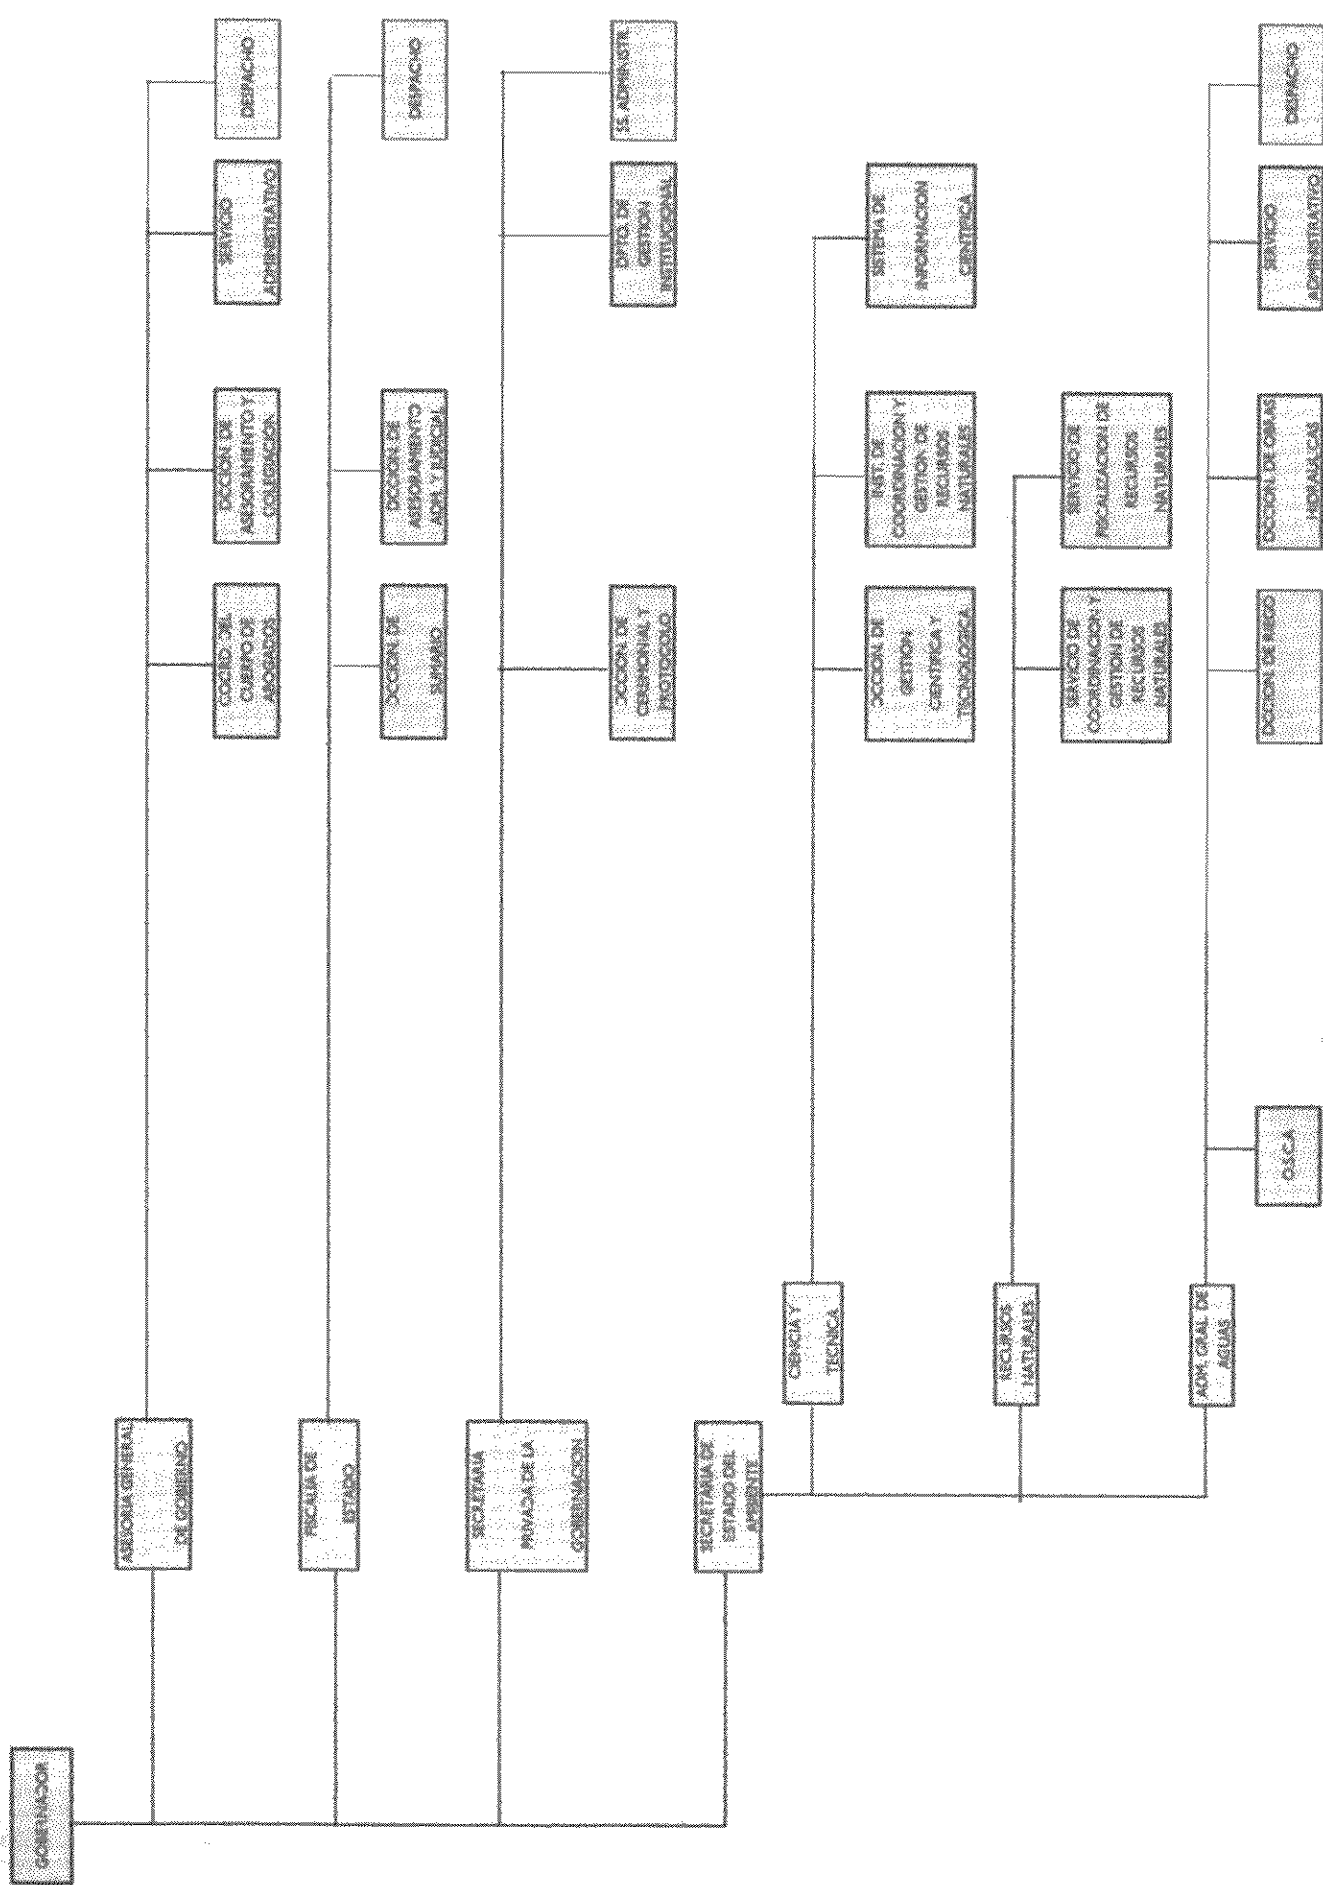 GOBERNADOR
ASESORIA GENERAL
DE GOBIERNO
COORD. DEL
CUERPO DE
ABOGADOS
DCCION. DE
ASESORAMIENTO Y
COLEGIACION
SERVICIO
ADMINISTRATIVO
DESPACHO
FISCALIA DE
ESTADO
DCCION. DE
SUMARIO
DCCION. DE
ASESORAMIENTO
ADM. Y JUDICIAL
DESPACHO
SECRETARIA
PRIVADA DE LA
GOBERNACION
DCCION. DE
CEREMONIAL Y
PROTOCOLO
DPTO. DE
GESTION
INSTITUCIONAL
SS. ADMINISTR.
SECRETARIA DE
ESTADO DEL
AMBIENTE
CIENCIA Y
TECNICA
DCCION. DE
GESTION
CIENTIFICA Y
TECNOLOGICA
INST. DE
COORDINACION Y
GESTION DE
RECURSOS
NATURALES
SISTEMA DE
INFORMACION
CIENTIFICA
RECURSOS
NATURALES
SERVICIO DE
COORDINACION Y
GESTION DE
RECURSOS
NATURALES
SERVICIO DE
FISCALIZACION DE
RECURSOS
NATURALES
ADM. GRAL. DE
AGUAS
O.S.C.A.
DCCION. DE RIEGO
DCCION. DE OBRAS
HIDRAULICAS
SERVICIO
ADMINISTRATIVO
DESPACHO